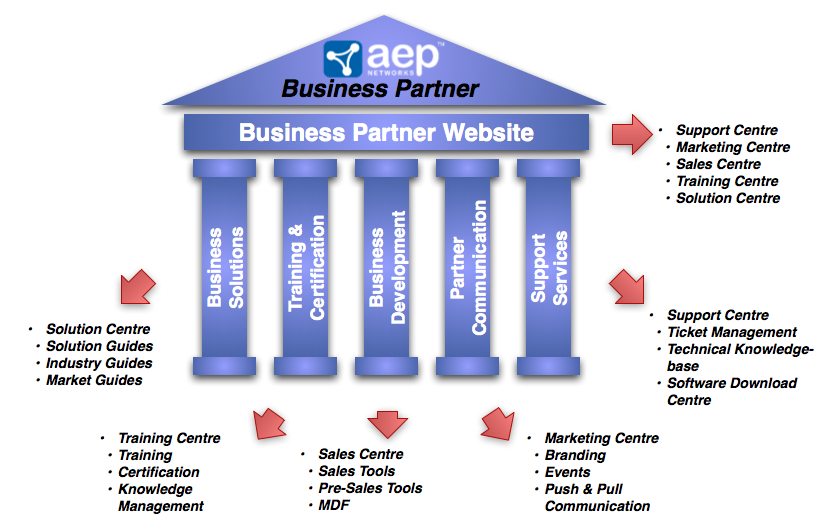 aep™
NETWORKS
Business Partner
Business Partner Website
• Support Centre
• Marketing Centre
• Sales Centre
• Training Centre
• Solution Centre
Business
Solutions
Training &
Certification
Business
Development
Partner
Communication
Support
Services
• Solution Centre
• Solution Guides
• Industry Guides
• Market Guides
• Support Centre
• Ticket Management
• Technical Knowledge-
base
• Software Download
Centre
• Training Centre
• Training
• Certification
• Knowledge
Management
• Sales Centre
• Sales Tools
• Pre-Sales Tools
• MDF
• Marketing Centre
• Branding
• Events
• Push & Pull
Communication